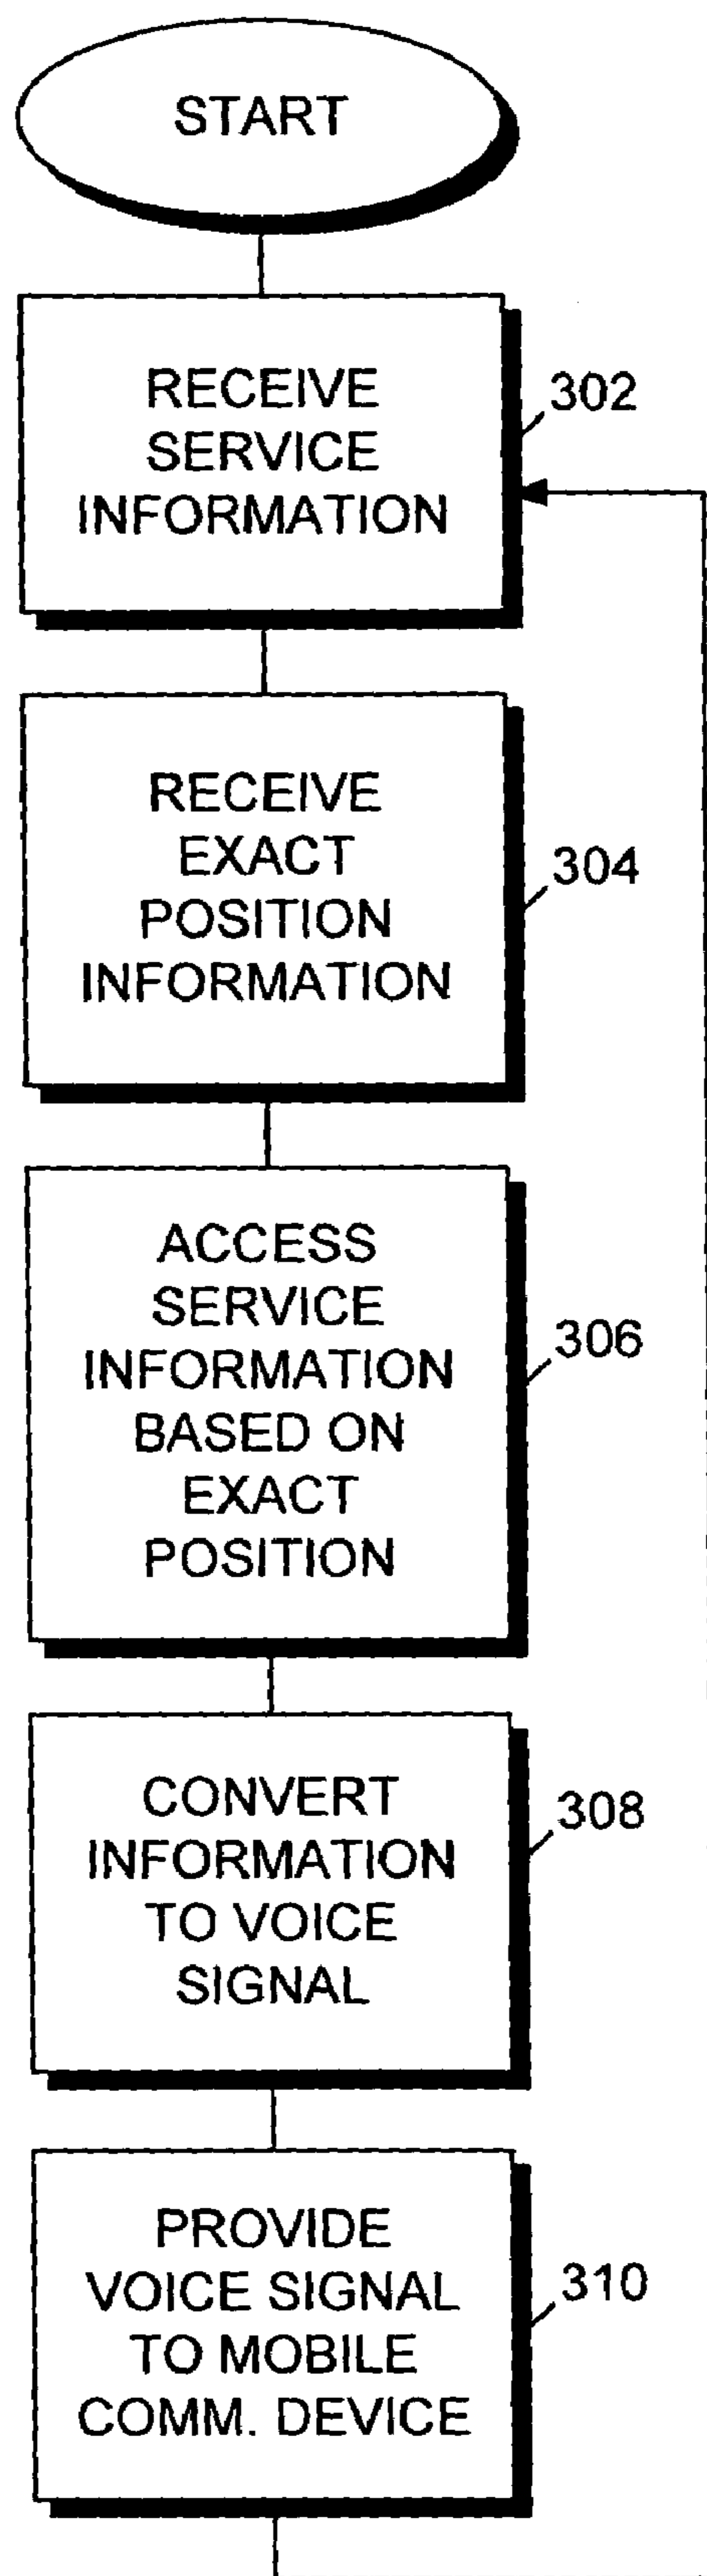 START
RECEIVE
SERVICE
INFORMATION
302
RECEIVE
EXACT
POSITION
INFORMATION
304
ACCESS
SERVICE
INFORMATION
BASED ON
EXACT
POSITION
306
CONVERT
INFORMATION
TO VOICE
SIGNAL
308
PROVIDE
VOICE SIGNAL
TO MOBILE
COMM. DEVICE
310